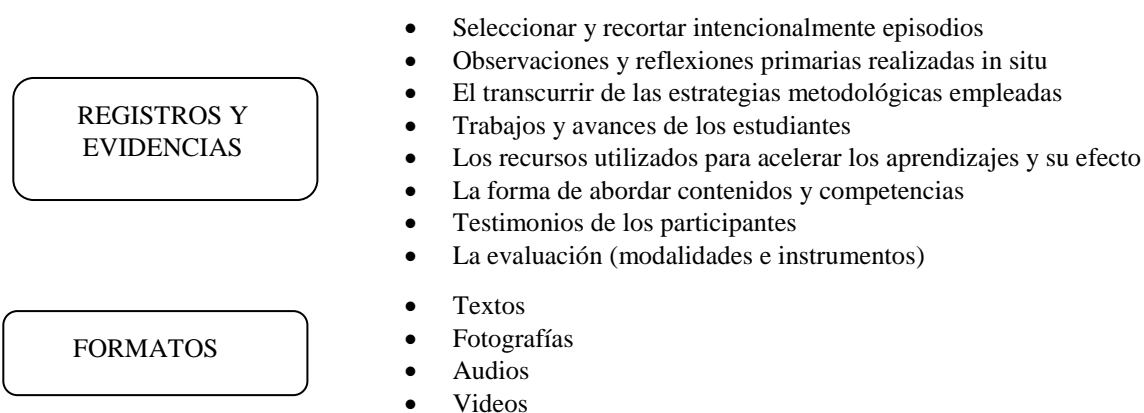 REGISTROS Y
EVIDENCIAS
• Seleccionar y recortar intencionalmente episodios
• Observaciones y reflexiones primarias realizadas in situ
• El transcurrir de las estrategias metodológicas empleadas
• Trabajos y avances de los estudiantes
• Los recursos utilizados para acelerar los aprendizajes y su efecto
• La forma de abordar contenidos y competencias
• Testimonios de los participantes
• La evaluación (modalidades e instrumentos)
FORMATOS
• Textos
• Fotografías
• Audios
• Videos